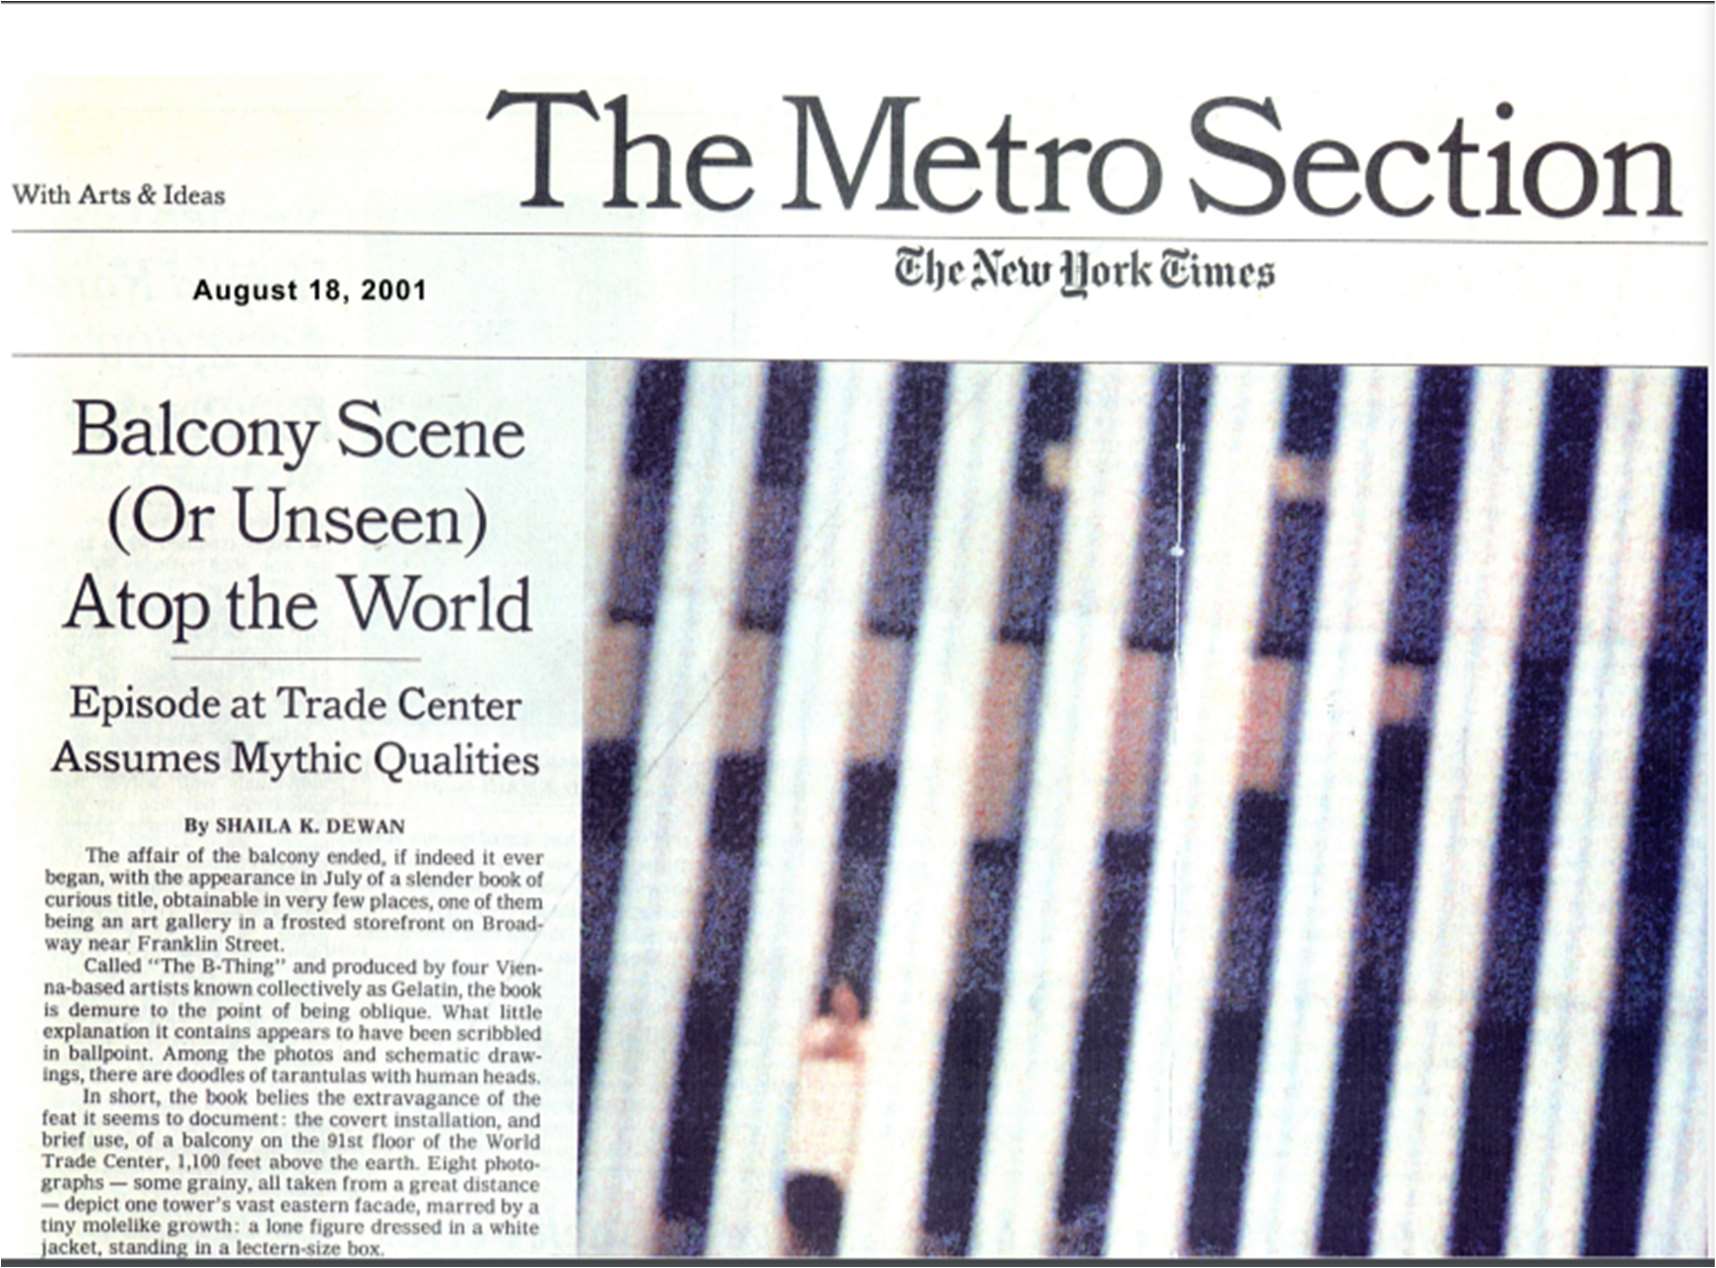 The Metro Section
With Arts & Ideas
The New York Times
August 18, 2001
Balcony Scene
(Or Unseen)
Atop the World
Episode at Trade Center
Assumes Mythic Qualities
By SHAILA K. DEWAN
The affair of the balcony ended, if indeed it ever
began, with the appearance in July of a slender book of
curious title, obtainable in very few places, one of them
being an art gallery in a frosted storefront on Broad-
way near Franklin Street.
Called “The B-Thing” and produced by four Vien-
na-based artists known collectively as Gelatin, the book
is demure to the point of being oblique. What little
explanation it contains appears to have been scribbled
in ballpoint. Among the photos and schematic draw-
ings, there are doodles of tarantulas with human heads.
In short, the book belies the extravagance of the
feat it seems to document: the covert installation, and
brief use, of a balcony on the 91st floor of the World
Trade Center, 1,100 feet above the earth. Eight photo-
graphs — some grainy, all taken from a great distance
— depict one tower's vast eastern facade, marred by a
tiny molelike growth: a lone figure dressed in a white
jacket, standing in a lectern-size box.